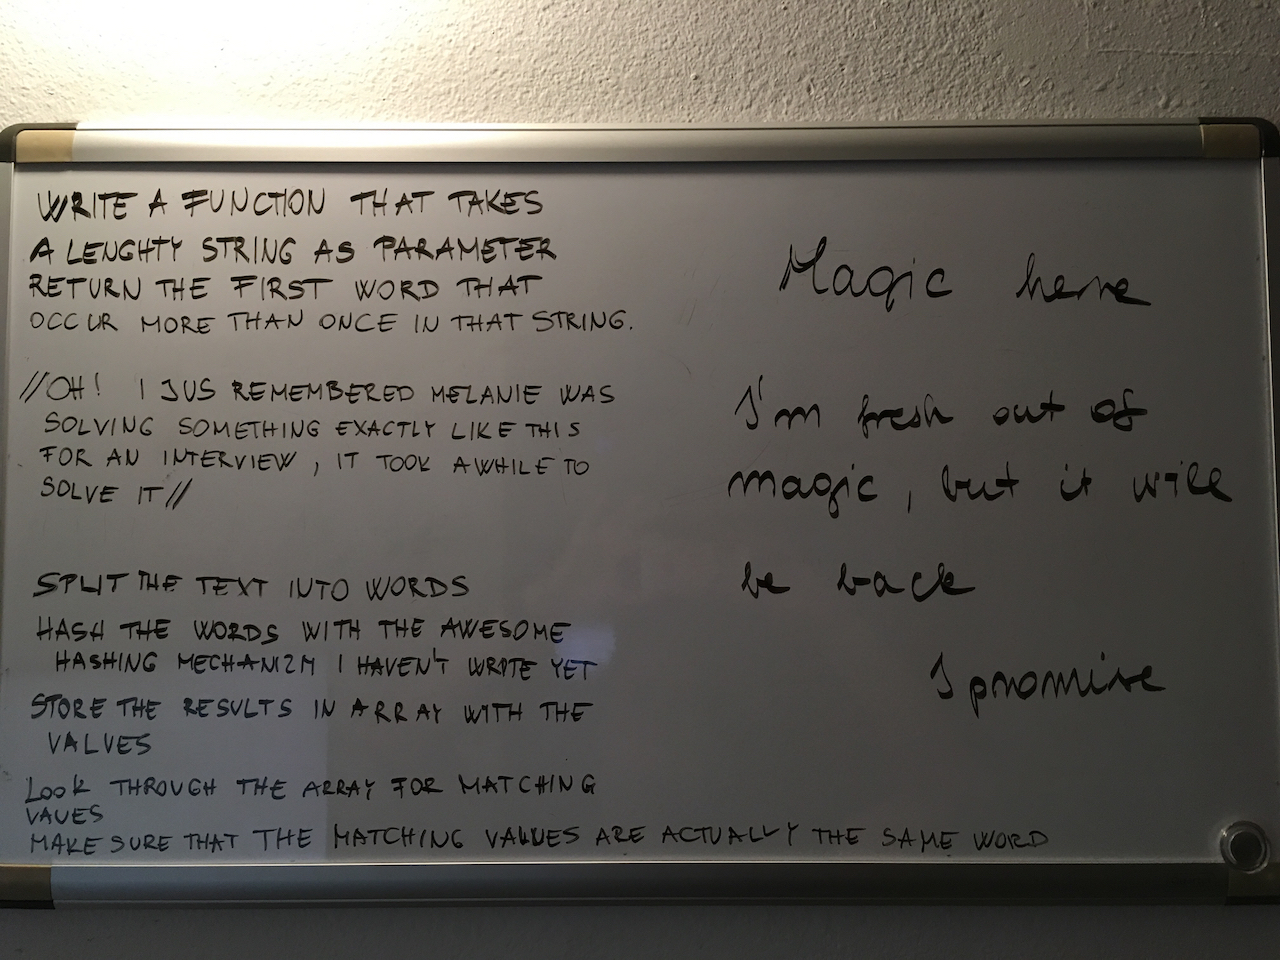 WRITE A FUNCTION THAT TAKES
A LENGHTY STRING AS PARAMETER
RETURN THE FIRST WORD THAT
OCCUR MORE THAN ONCE IN THAT STRING.
//OH! I JUS REMEMBERED MELANIE WAS
SOLVING SOMETHING EXACTLY LIKE THIS
FOR AN INTERVIEW, IT TOOK AWHILE TO
SOLVE IT//
SPLIT THE TEXT INTO WORDS
HASH THE WORDS WITH THE AWESOME
HASHING MECHANIZM I HAVEN'T WROTE YET
STORE THE RESULTS IN ARRAY WITH THE
VALUES
LOOK THROUGH THE ARRAY FOR MATCHING
VAUES
MAKE SURE THAT THE MATCHING VALUES ARE ACTUALLY THE SAME WORD
Magic here
I'm fresh out of
magic, but it will
be back
I promise